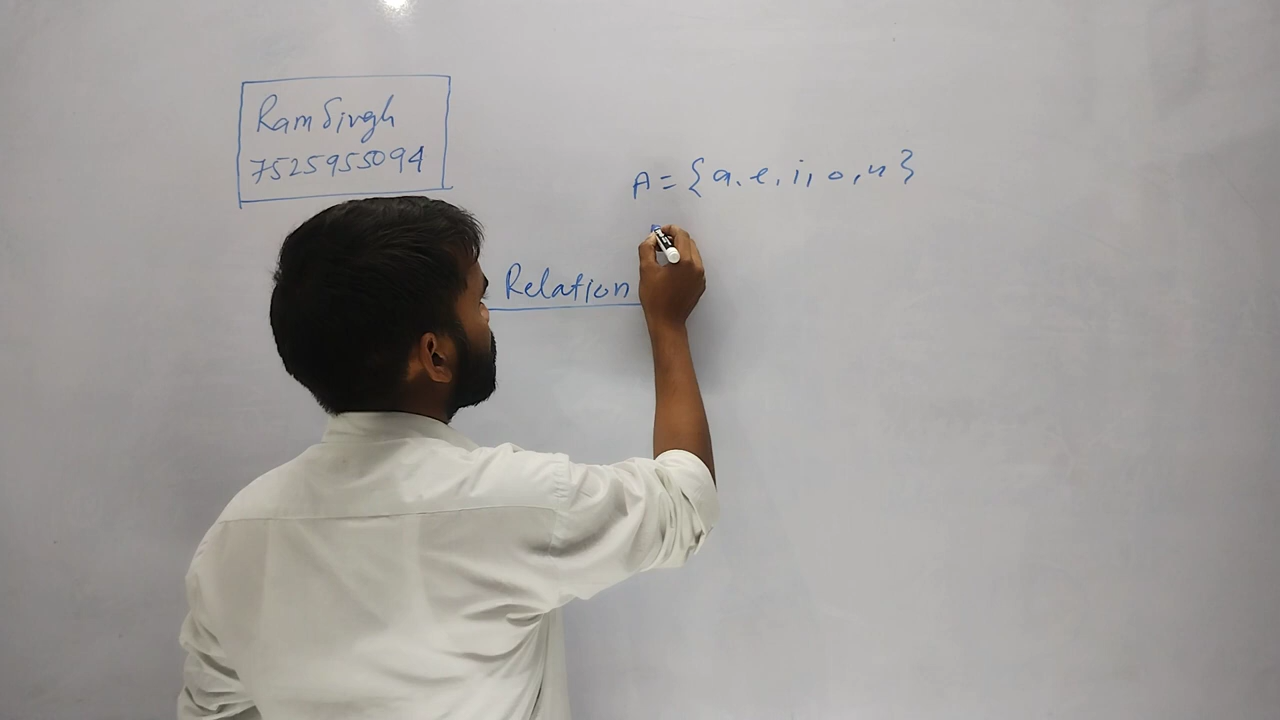 Ram Singh
7525955094
A = {a, e, i, o, u}
Relation